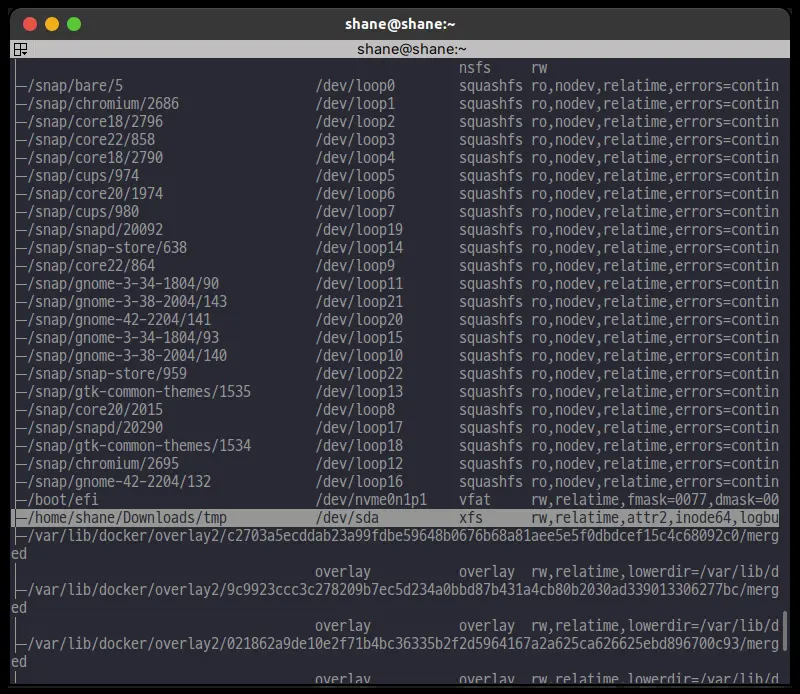 shane@shane:~
shane@shane:~
nsfs rw
├─/snap/bare/5 /dev/loop0 squashfs ro,nodev,relatime,errors=contin
├─/snap/chromium/2686 /dev/loop1 squashfs ro,nodev,relatime,errors=contin
├─/snap/core18/2796 /dev/loop2 squashfs ro,nodev,relatime,errors=contin
├─/snap/core22/858 /dev/loop3 squashfs ro,nodev,relatime,errors=contin
├─/snap/core18/2790 /dev/loop4 squashfs ro,nodev,relatime,errors=contin
├─/snap/cups/974 /dev/loop5 squashfs ro,nodev,relatime,errors=contin
├─/snap/core20/1974 /dev/loop6 squashfs ro,nodev,relatime,errors=contin
├─/snap/cups/980 /dev/loop7 squashfs ro,nodev,relatime,errors=contin
├─/snap/snapd/20092 /dev/loop19 squashfs ro,nodev,relatime,errors=contin
├─/snap/snap-store/638 /dev/loop14 squashfs ro,nodev,relatime,errors=contin
├─/snap/core22/864 /dev/loop9 squashfs ro,nodev,relatime,errors=contin
├─/snap/gnome-3-34-1804/90 /dev/loop11 squashfs ro,nodev,relatime,errors=contin
├─/snap/gnome-3-38-2004/143 /dev/loop21 squashfs ro,nodev,relatime,errors=contin
├─/snap/gnome-42-2204/141 /dev/loop20 squashfs ro,nodev,relatime,errors=contin
├─/snap/gnome-3-34-1804/93 /dev/loop15 squashfs ro,nodev,relatime,errors=contin
├─/snap/gnome-3-38-2004/140 /dev/loop10 squashfs ro,nodev,relatime,errors=contin
├─/snap/snap-store/959 /dev/loop22 squashfs ro,nodev,relatime,errors=contin
├─/snap/gtk-common-themes/1535 /dev/loop13 squashfs ro,nodev,relatime,errors=contin
├─/snap/core20/2015 /dev/loop8 squashfs ro,nodev,relatime,errors=contin
├─/snap/snapd/20290 /dev/loop17 squashfs ro,nodev,relatime,errors=contin
├─/snap/gtk-common-themes/1534 /dev/loop18 squashfs ro,nodev,relatime,errors=contin
├─/snap/chromium/2695 /dev/loop12 squashfs ro,nodev,relatime,errors=contin
├─/snap/gnome-42-2204/132 /dev/loop16 squashfs ro,nodev,relatime,errors=contin
├─/boot/efi /dev/nvme0n1p1 vfat rw,relatime,fmask=0077,dmask=00
├─/home/shane/Downloads/tmp /dev/sda xfs rw,relatime,attr2,inode64,logbu
├─/var/lib/docker/overlay2/c2703a5ecddab23a99fdbe59648b0676b68a81aee5e5f0dbdcef15c4c68092c0/merg
ed
│ overlay overlay rw,relatime,lowerdir=/var/lib/d
├─/var/lib/docker/overlay2/9c9923ccc3c278209b7ec5d234a0bbd87b431a4cb80b2030ad339013306277bc/merg
ed
│ overlay overlay rw,relatime,lowerdir=/var/lib/d
├─/var/lib/docker/overlay2/021862a9de10e2f71b4bc36335b2f2d5964167a2a625ca626625ebd896700c93/merg
ed
│ overlay overlay rw,relatime,lowerdir=/var/lib/d